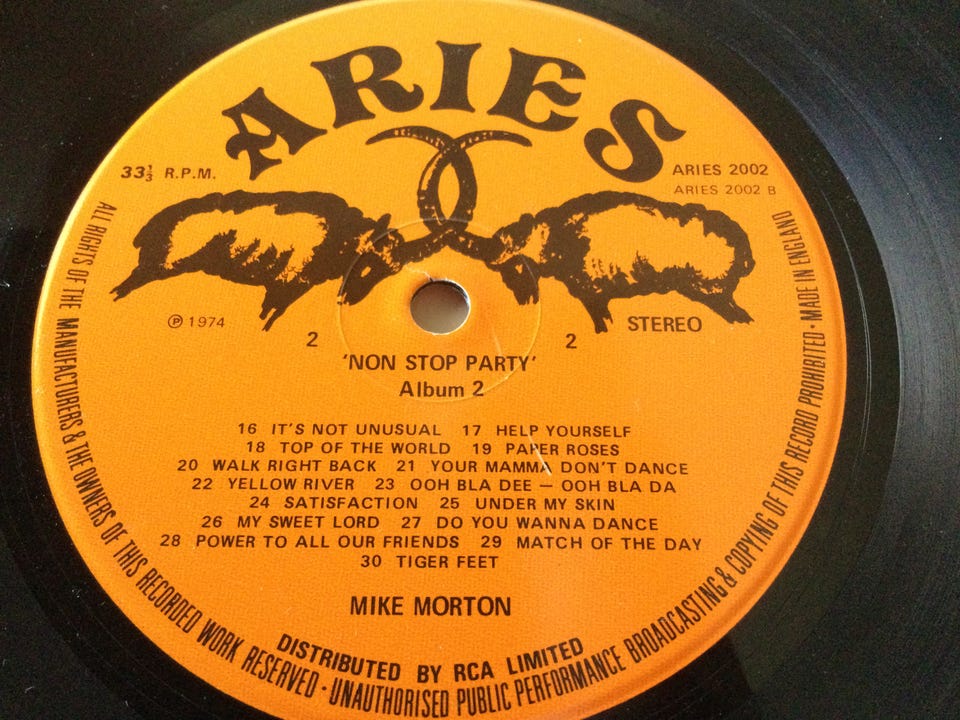 ARIES
33⅓ R.P.M.
ARIES 2002
ARIES 2002 B
℗ 1974
STEREO
2 2
'NON STOP PARTY'
Album 2
16 IT'S NOT UNUSUAL 17 HELP YOURSELF
18 TOP OF THE WORLD 19 PAPER ROSES
20 WALK RIGHT BACK 21 YOUR MAMMA DON'T DANCE
22 YELLOW RIVER 23 OOH BLA DEE – OOH BLA DA
24 SATISFACTION 25 UNDER MY SKIN
26 MY SWEET LORD 27 DO YOU WANNA DANCE
28 POWER TO ALL OUR FRIENDS 29 MATCH OF THE DAY
30 TIGER FEET
MIKE MORTON
DISTRIBUTED BY RCA LIMITED
ALL RIGHTS OF THE MANUFACTURERS & THE OWNERS OF THIS RECORDED WORK RESERVED · UNAUTHORISED PUBLIC PERFORMANCE BROADCASTING & COPYING OF THIS RECORD PROHIBITED · MADE IN ENGLAND